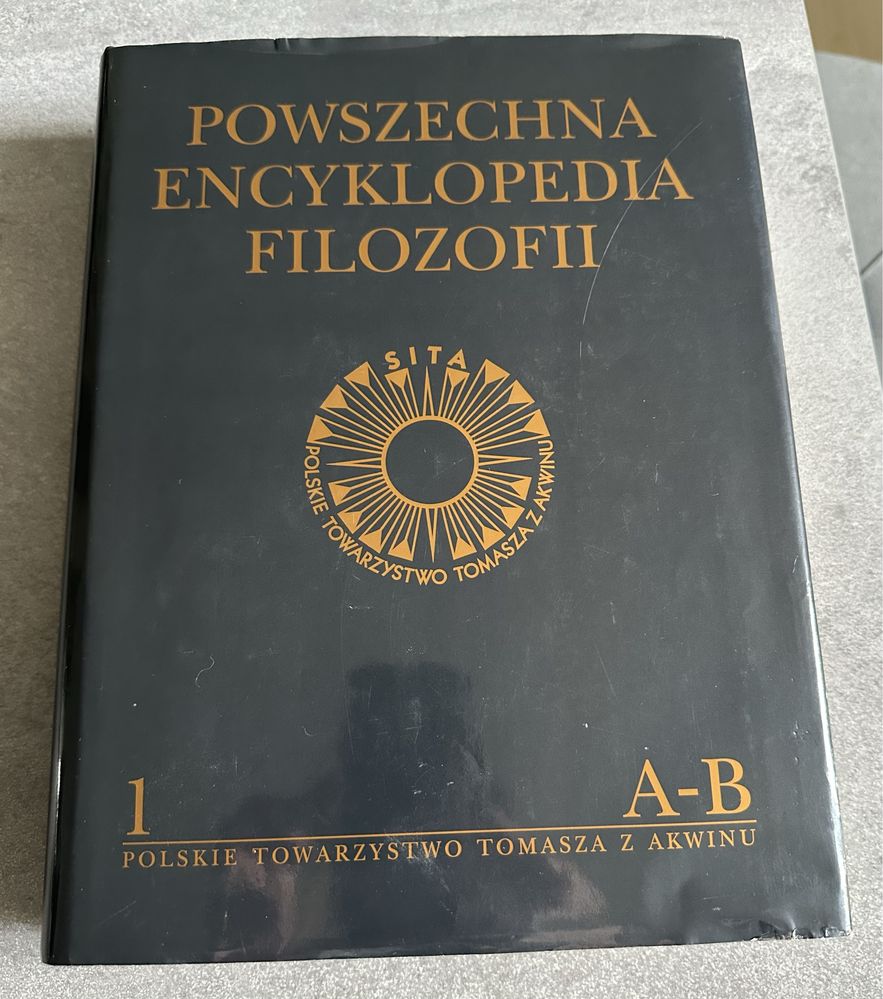 POWSZECHNA
ENCYKLOPEDIA
FILOZOFII
SITA
POLSKIE TOWARZYSTWO TOMASZA Z AKWINU
1
A-B
POLSKIE TOWARZYSTWO TOMASZA Z AKWINU